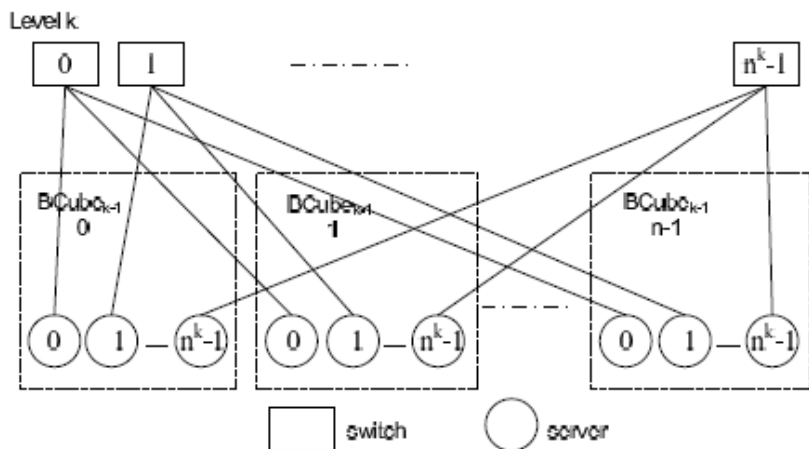 Level k
0 1 n^k-1
BCube_k-1 BCube_k-1 BCube_k-1
0 1 n-1
0 1 n^k-1 0 1 n^k-1 0 1 n^k-1
switch server